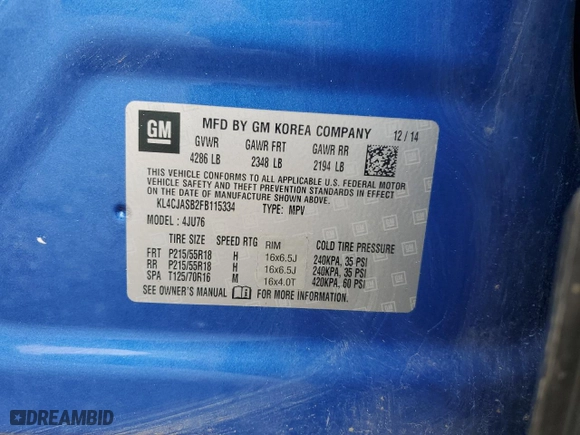 GM
MFD BY GM KOREA COMPANY 12/14
GVWR GAWR FRT GAWR RR
4286 LB 2348 LB 2194 LB
THIS VEHICLE CONFORMS TO ALL APPLICABLE U.S. FEDERAL MOTOR
VEHICLE SAFETY AND THEFT PREVENTION STANDARDS IN EFFECT
ON THE DATE OF MANUFACTURE SHOWN ABOVE.
KL4CJASB2FB115334 TYPE: MPV
MODEL : 4JU76
TIRE SIZE SPEED RTG RIM COLD TIRE PRESSURE
FRT P215/55R18 H 16x6.5J 240KPA, 35 PSI
RR P215/55R18 H 16x6.5J 240KPA, 35 PSI
SPA T125/70R16 M 16x4.0T 420KPA, 60 PSI
SEE OWNER'S MANUAL FOR MORE INFORMATION.
DREAMBID